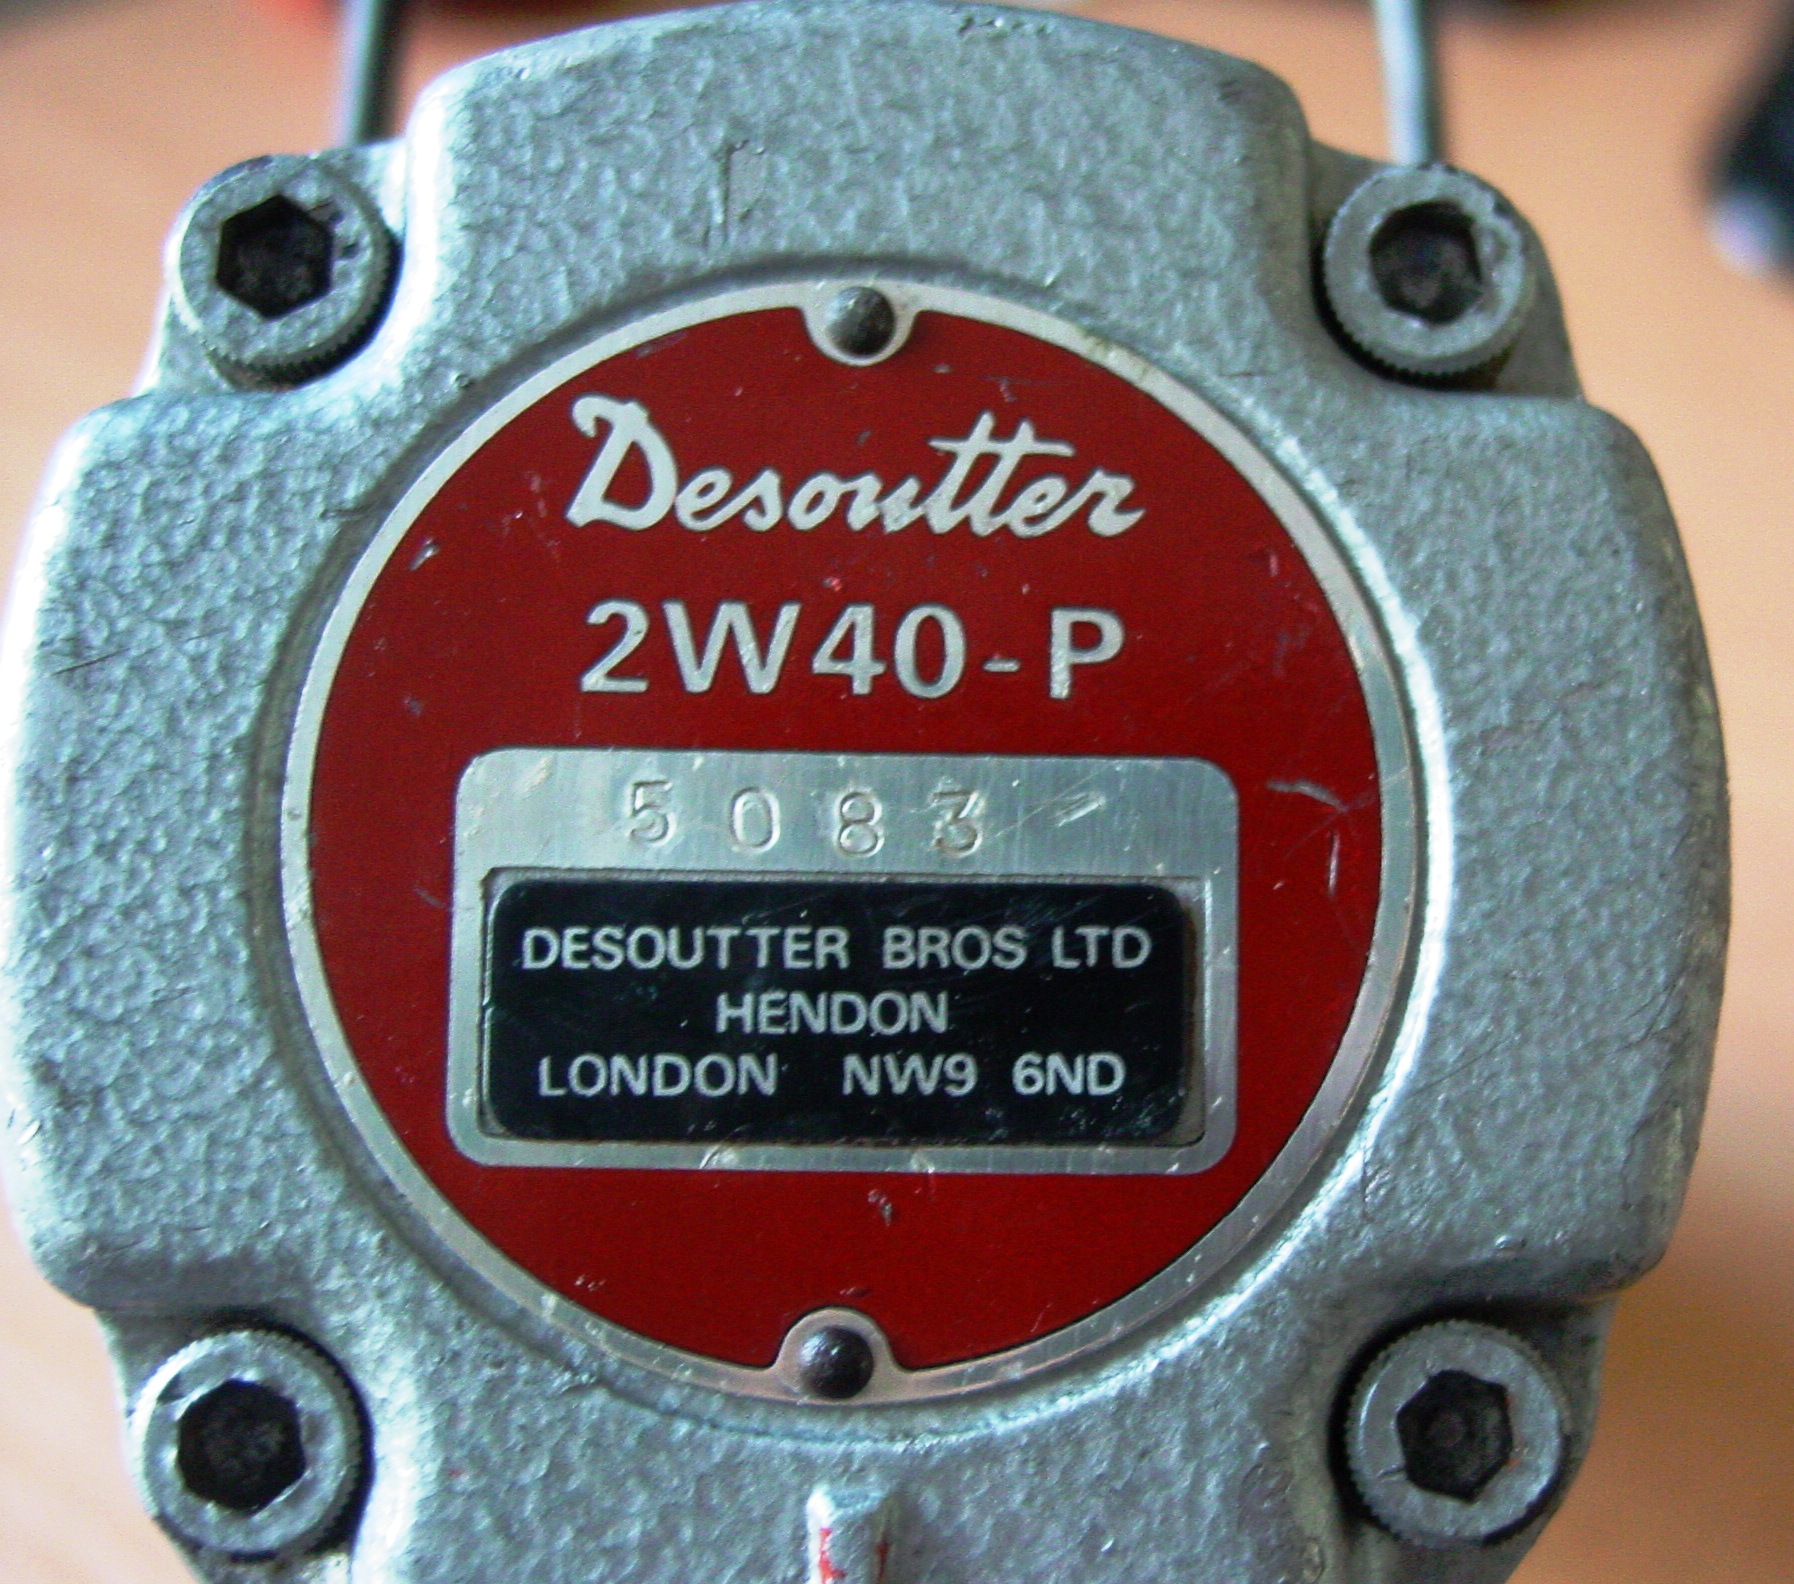 Desoutter
2W40-P
5083
DESOUTTER BROS LTD
HENDON
LONDON NW9 6ND